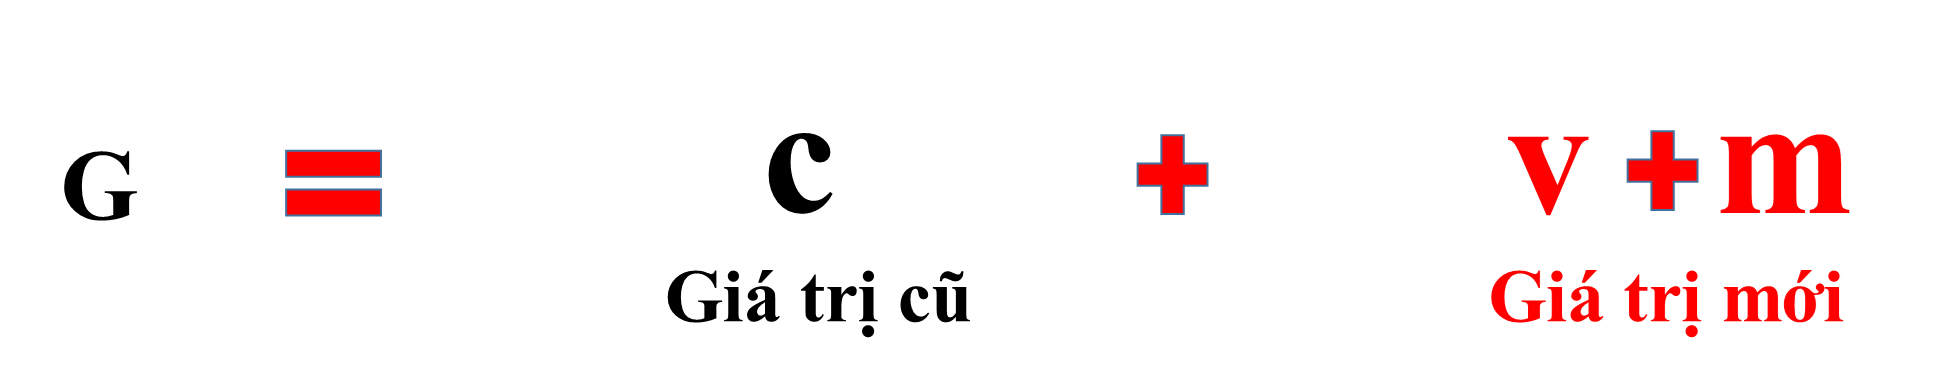 G = c + v + m
Giá trị cũ Giá trị mới